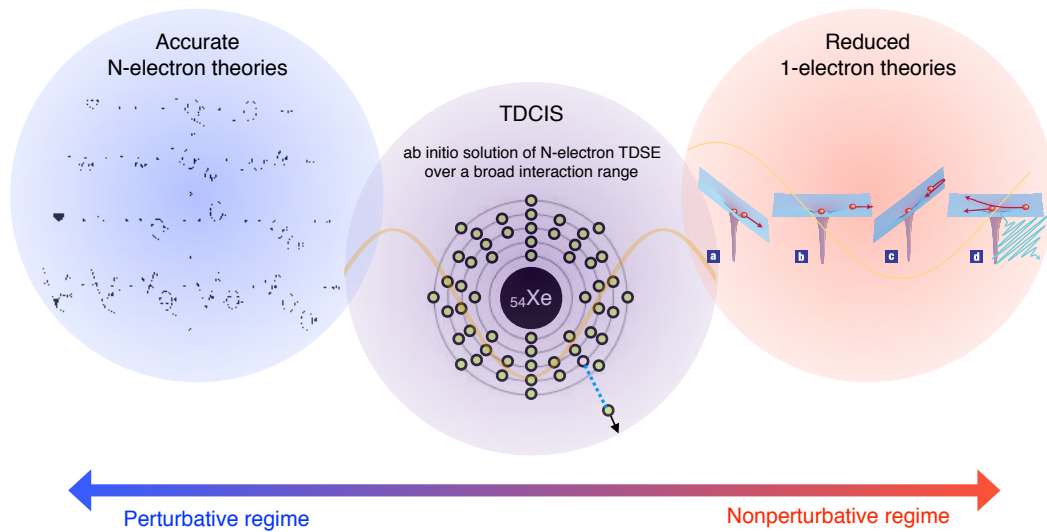 Accurate
N-electron theories
TDCIS
ab initio solution of N-electron TDSE
over a broad interaction range
54Xe
Reduced
1-electron theories
a
b
c
d
Perturbative regime
Nonperturbative regime